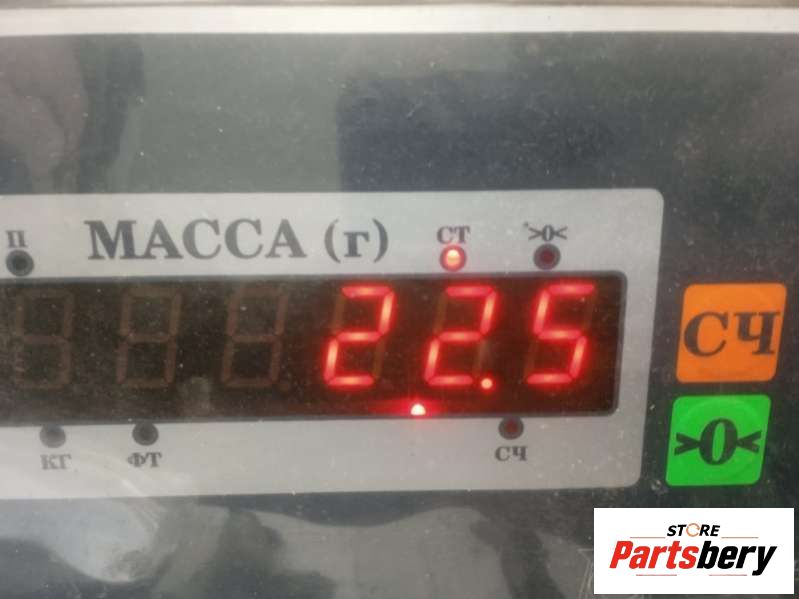 П МАССА (г) СТ >0<
22.5
СЧ
>0<
КГ ФТ СЧ
STORE
Partsbery